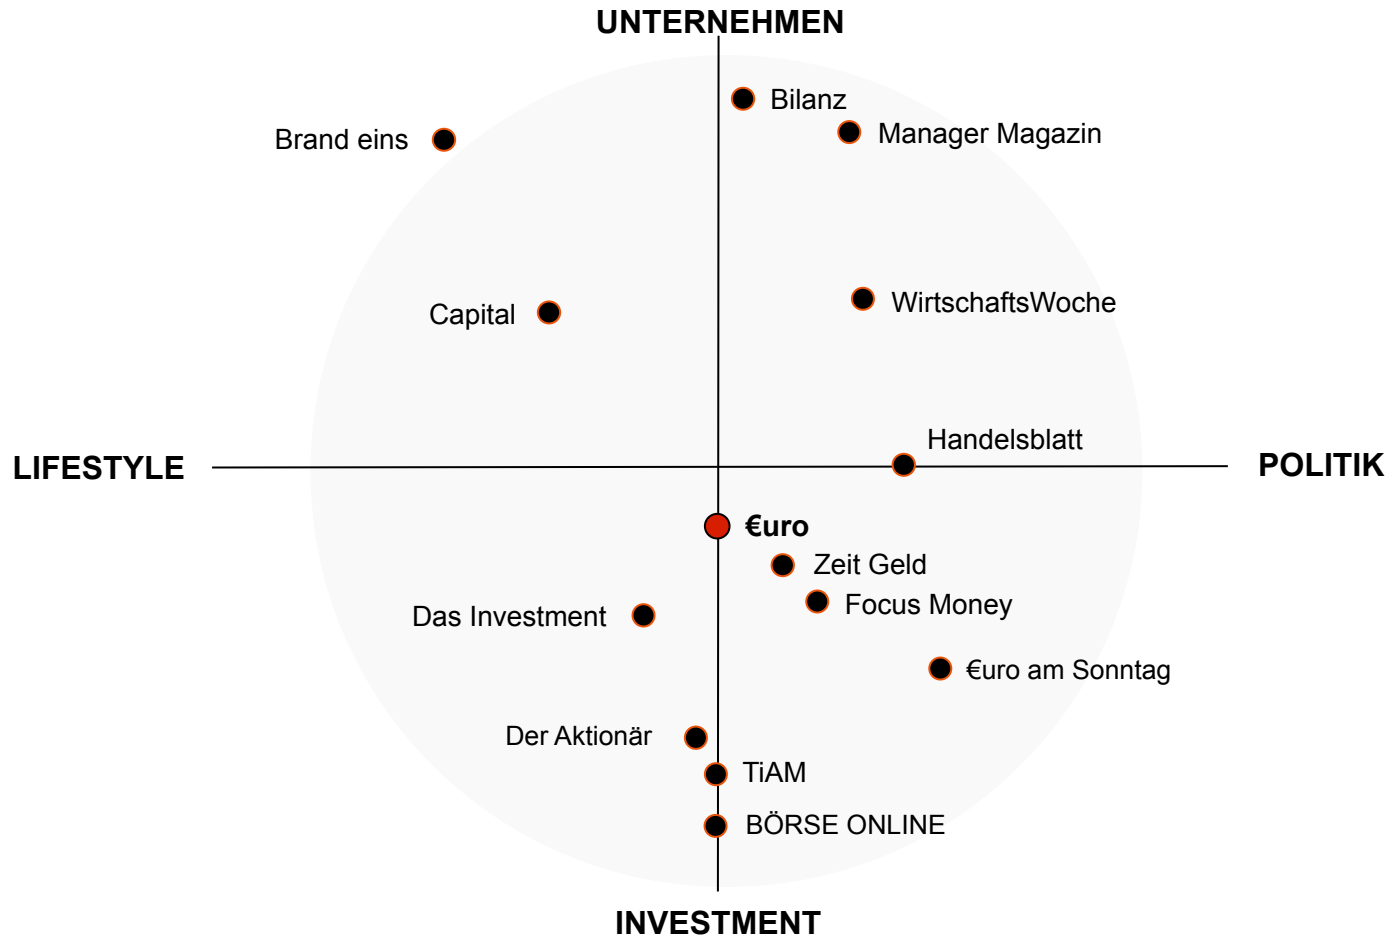 UNTERNEHMEN
Bilanz
Manager Magazin
Brand eins
WirtschaftsWoche
Capital
Handelsblatt
LIFESTYLE
POLITIK
€uro
Zeit Geld
Focus Money
Das Investment
€uro am Sonntag
Der Aktionär
TiAM
BÖRSE ONLINE
INVESTMENT